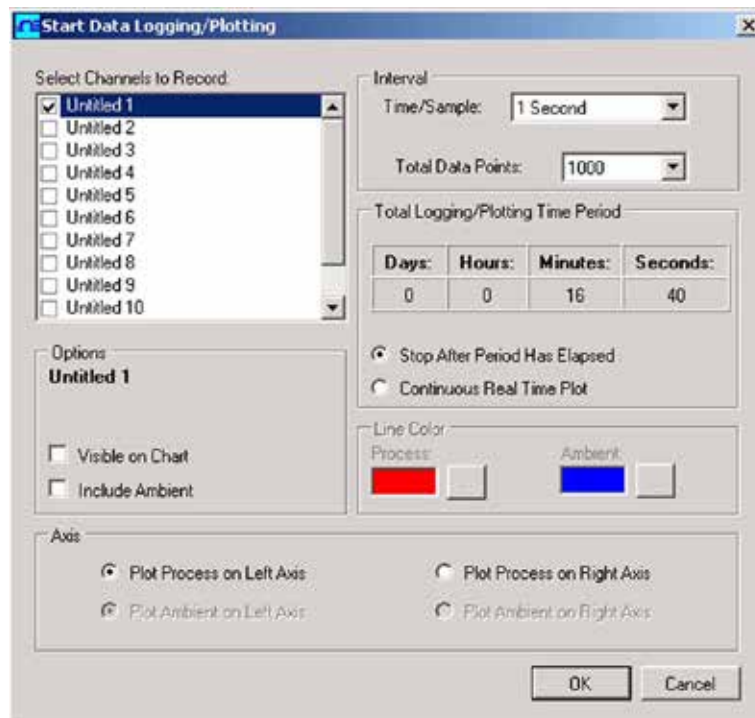 Start Data Logging/Plotting
Select Channels to Record
Untitled 1
Untitled 2
Untitled 3
Untitled 4
Untitled 5
Untitled 6
Untitled 7
Untitled 8
Untitled 9
Untitled 10
Interval
Time/Sample: 1 Second
Total Data Points: 1000
Total Logging/Plotting Time Period
Days: Hours: Minutes: Seconds:
0 0 16 40
Stop After Period Has Elapsed
Continuous Real Time Plot
Options
Untitled 1
Visible on Chart
Include Ambient
Line Color
Process: Ambient:
Axis
Plot Process on Left Axis Plot Process on Right Axis
Plot Ambient on Left Axis Plot Ambient on Right Axis
OK Cancel